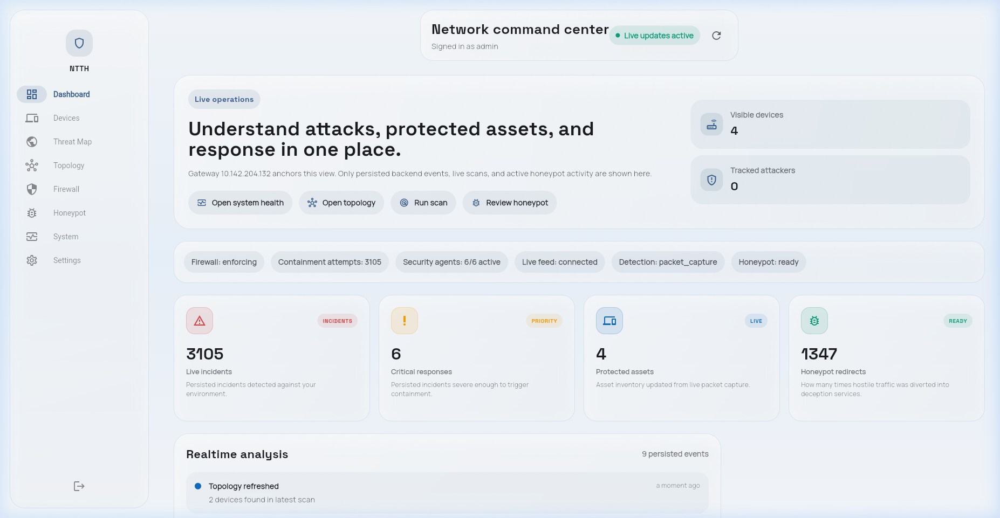 NTTH
Dashboard
Devices
Threat Map
Topology
Firewall
Honeypot
System
Settings
Network command center
Signed in as admin
Live updates active
Live operations
Understand attacks, protected assets, and
response in one place.
Gateway 10.142.204.132 anchors this view. Only persisted backend events, live scans, and active honeypot activity are shown here.
Open system health
Open topology
Run scan
Review honeypot
Visible devices
4
Tracked attackers
0
Firewall: enforcing
Containment attempts: 3105
Security agents: 6/6 active
Live feed: connected
Detection: packet_capture
Honeypot: ready
INCIDENTS
3105
Live incidents
Persisted incidents detected against your
environment.
PRIORITY
6
Critical responses
Persisted incidents severe enough to trigger
containment.
LIVE
4
Protected assets
Asset inventory updated from live packet capture.
READY
1347
Honeypot redirects
How many times hostile traffic was diverted into
deception services.
Realtime analysis
9 persisted events
Topology refreshed
a moment ago
2 devices found in latest scan